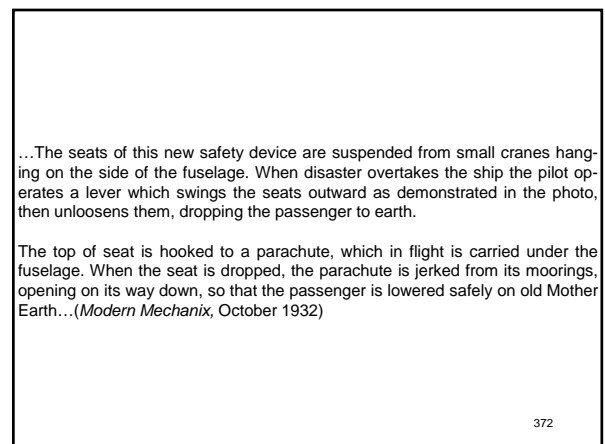 …The seats of this new safety device are suspended from small cranes hang-
ing on the side of the fuselage. When disaster overtakes the ship the pilot op-
erates a lever which swings the seats outward as demonstrated in the photo,
then unloosens them, dropping the passenger to earth.
The top of seat is hooked to a parachute, which in flight is carried under the
fuselage. When the seat is dropped, the parachute is jerked from its moorings,
opening on its way down, so that the passenger is lowered safely on old Mother
Earth…(Modern Mechanix, October 1932)
372